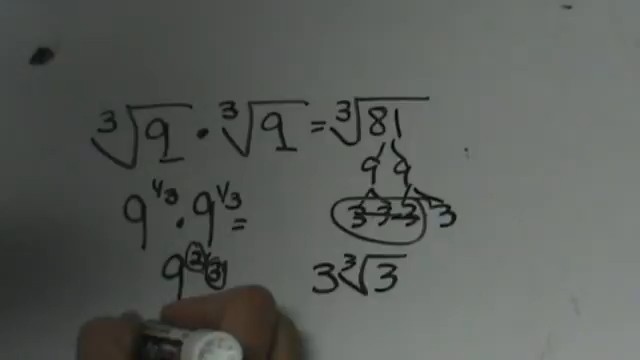 ∛9 · ∛9 = ∛81
9 9
9^1/3 · 9^1/3 =
3 3 3 3
9^2/3
3∛3